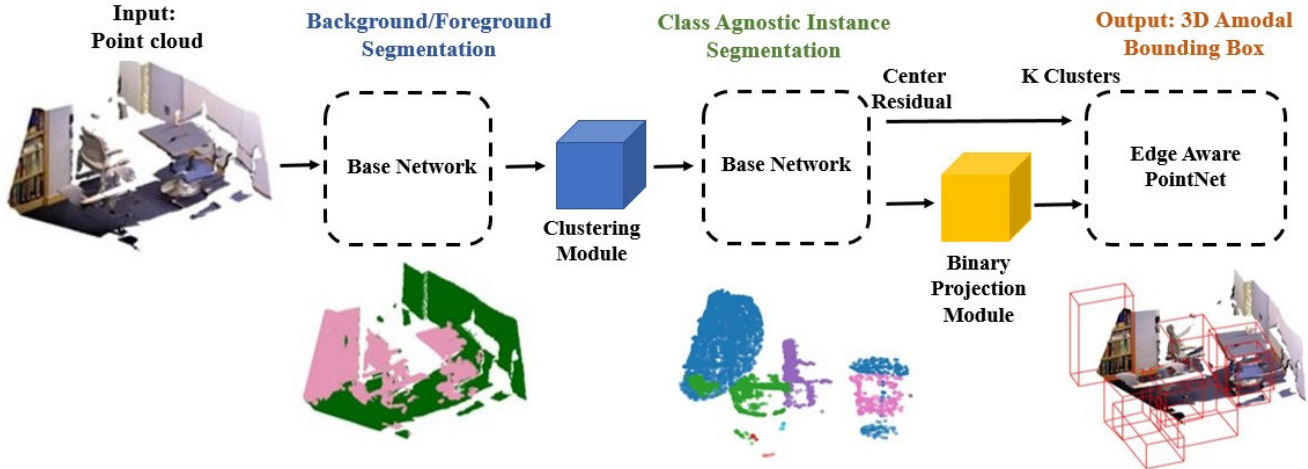 Input:
Point cloud
Background/Foreground
Segmentation
Class Agnostic Instance
Segmentation
Output: 3D Amodal
Bounding Box
Center
Residual
K Clusters
Base Network
Base Network
Edge Aware
PointNet
Clustering
Module
Binary
Projection
Module